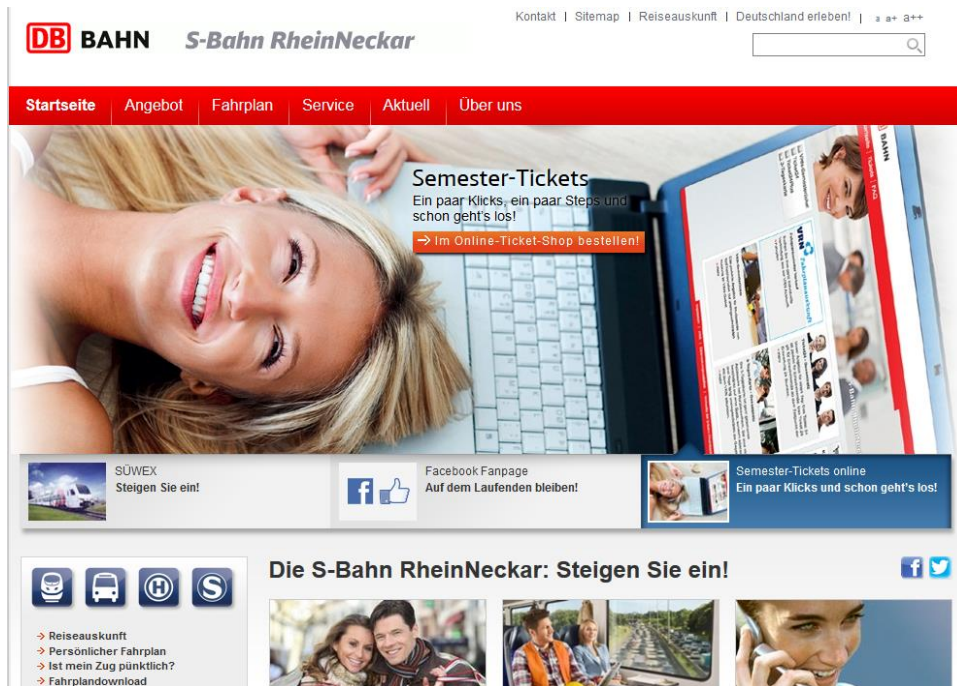 Kontakt | Sitemap | Reiseauskunft | Deutschland erleben! | a a+ a++
DB BAHN S-Bahn RheinNeckar
Startseite Angebot Fahrplan Service Aktuell Über uns
Semester-Tickets
Ein paar Klicks, ein paar Steps und
schon geht's los!
→ Im Online-Ticket-Shop bestellen!
BAHN
VRN Fahrplanauskunft
SÜWEX
Steigen Sie ein!
Facebook Fanpage
Auf dem Laufenden bleiben!
Semester-Tickets online
Ein paar Klicks und schon geht's los!
Die S-Bahn RheinNeckar: Steigen Sie ein!
H S
→ Reiseauskunft
→ Persönlicher Fahrplan
→ Ist mein Zug pünktlich?
→ Fahrplandownload